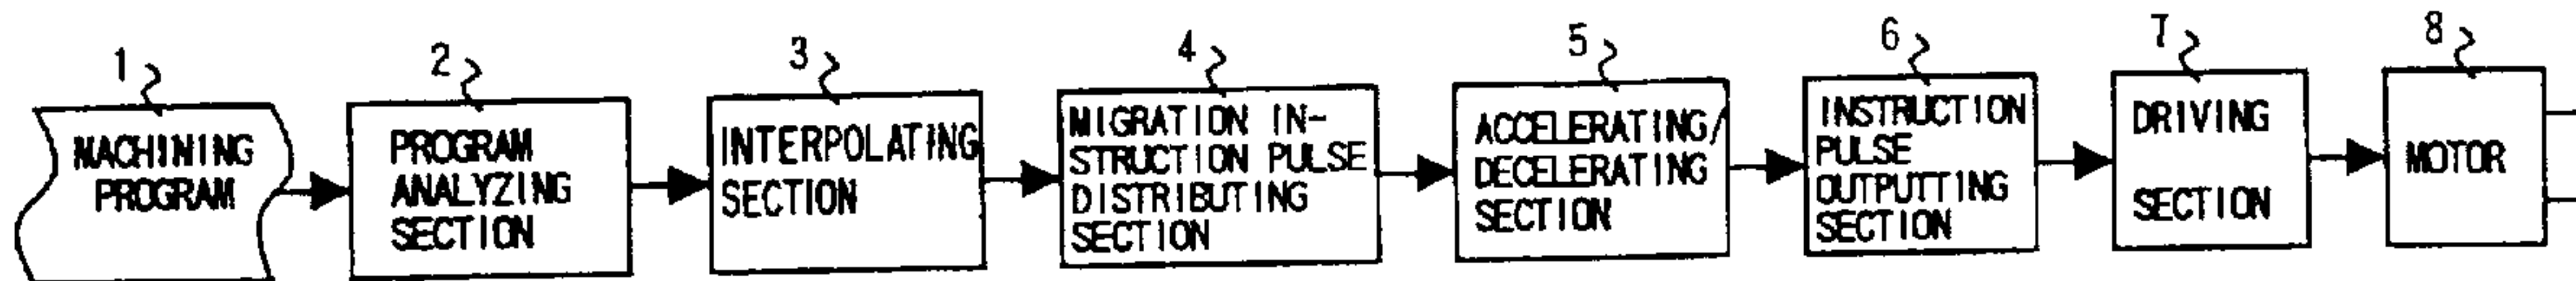 1
MACHINING
PROGRAM
2
PROGRAM
ANALYZING
SECTION
3
INTERPOLATING
SECTION
4
MIGRATION IN-
STRUCTION PULSE
DISTRIBUTING
SECTION
5
ACCELERATING/
DECELERATING
SECTION
6
INSTRUCTION
PULSE
OUTPUTTING
SECTION
7
DRIVING
SECTION
8
MOTOR